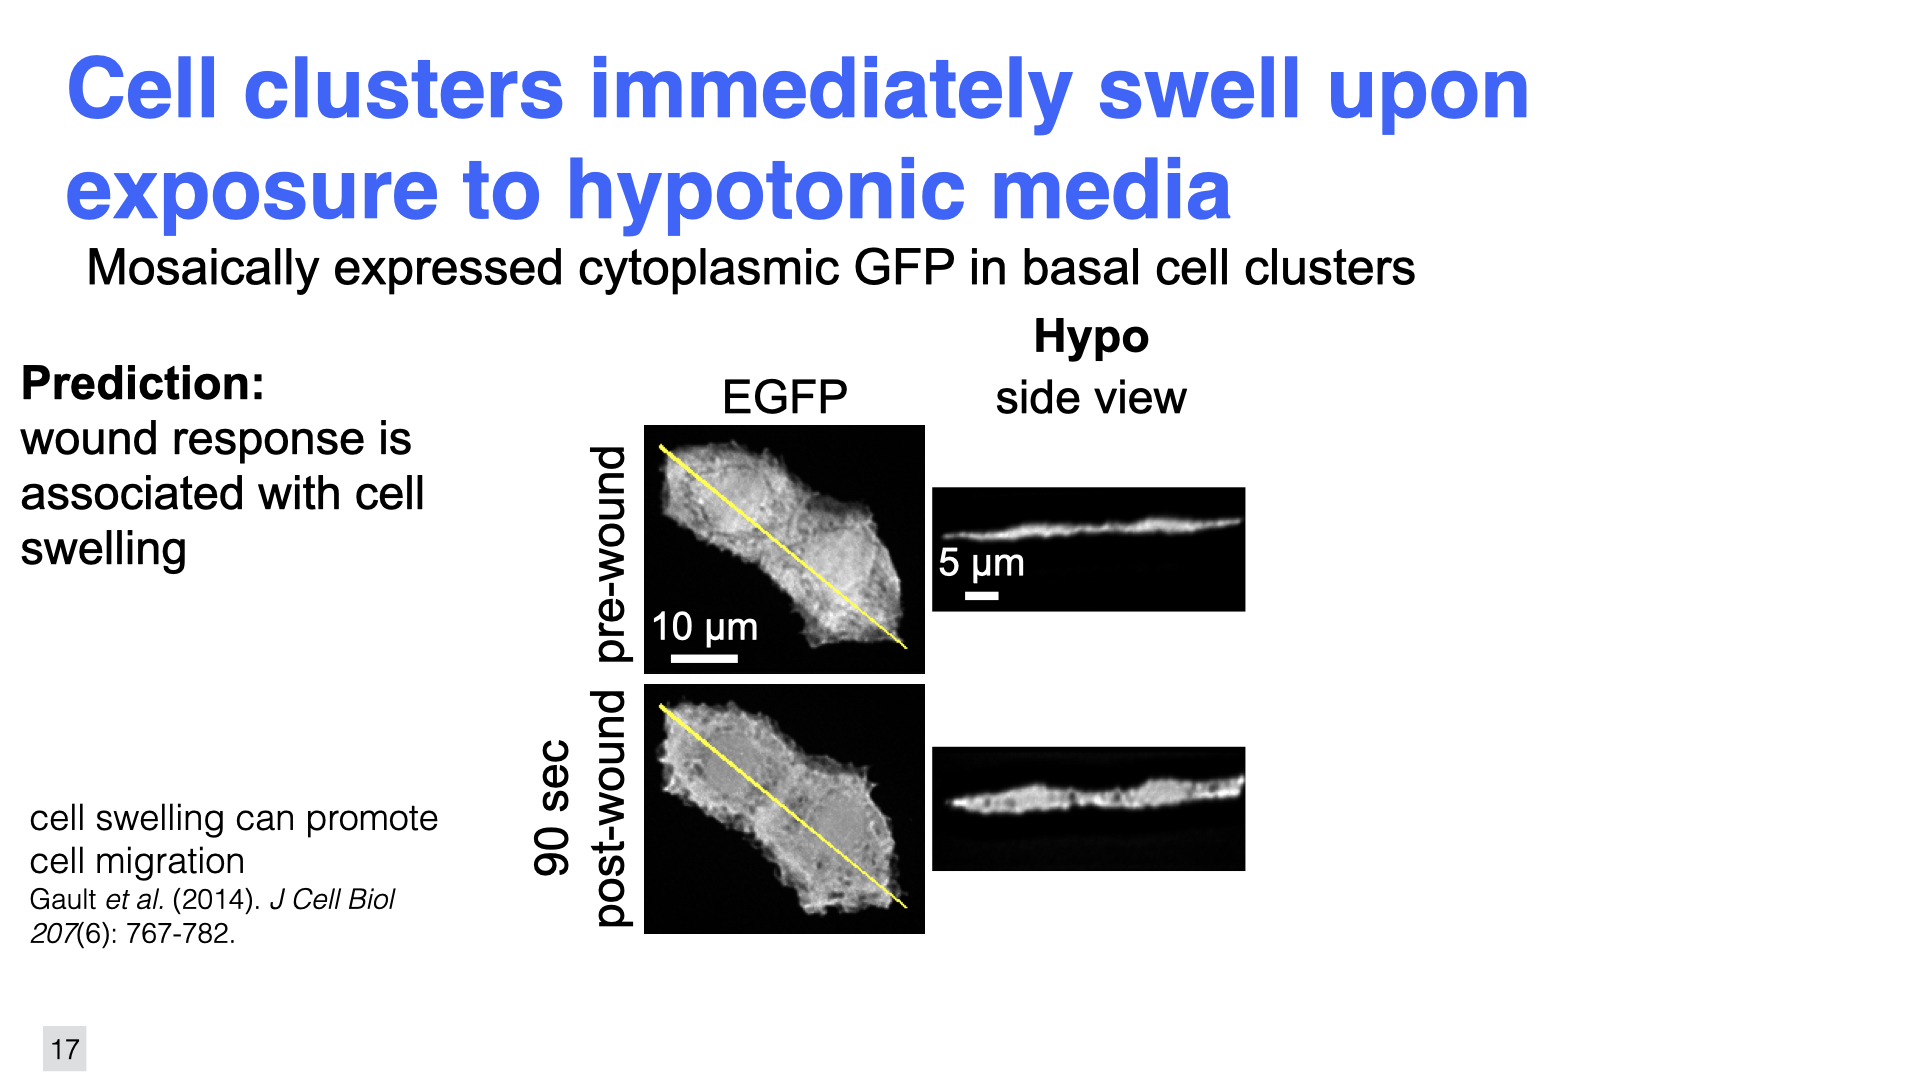 Cell clusters immediately swell upon
exposure to hypotonic media
Mosaically expressed cytoplasmic GFP in basal cell clusters
Prediction:
wound response is
associated with cell
swelling
cell swelling can promote
cell migration
Gault et al. (2014). J Cell Biol
207(6): 767-782.
Hypo
EGFP
side view
pre-wound
10 µm
5 µm
90 sec
post-wound
17